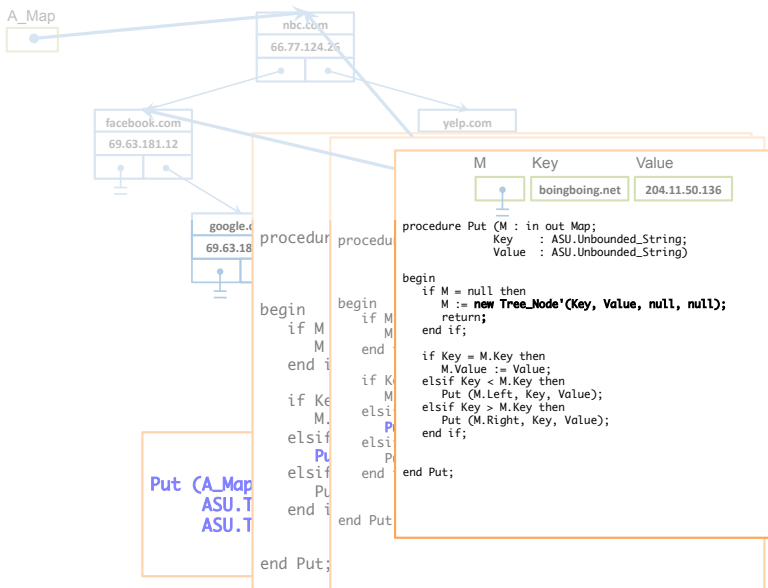 A_Map
nbc.com
66.77.124.26
facebook.com
69.63.181.12
yelp.com
google.c
69.63.18
M Key Value
boingboing.net 204.11.50.136
procedure Put (M : in out Map;
Key : ASU.Unbounded_String;
Value : ASU.Unbounded_String)
begin
if M = null then
M := new Tree_Node'(Key, Value, null, null);
return;
end if;
if Key = M.Key then
M.Value := Value;
elsif Key < M.Key then
Put (M.Left, Key, Value);
elsif Key > M.Key then
Put (M.Right, Key, Value);
end if;
end Put;
procedu
begin
if M
M
end i
if K
M
elsi
P
elsi
P
end
end Put
procedur
begin
if M
M
end i
if Ke
M.
elsif
Pu
elsif
Pu
end i
end Put;
Put (A_Map
ASU.T
ASU.T